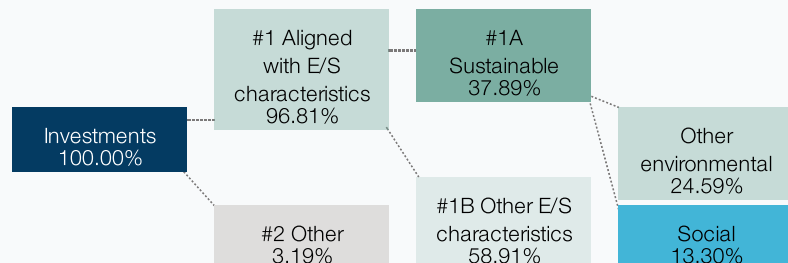 #1 Aligned
with E/S
characteristics
96.81%
#1A
Sustainable
37.89%
Investments
100.00%
Other
environmental
24.59%
#2 Other
3.19%
#1B Other E/S
characteristics
58.91%
Social
13.30%